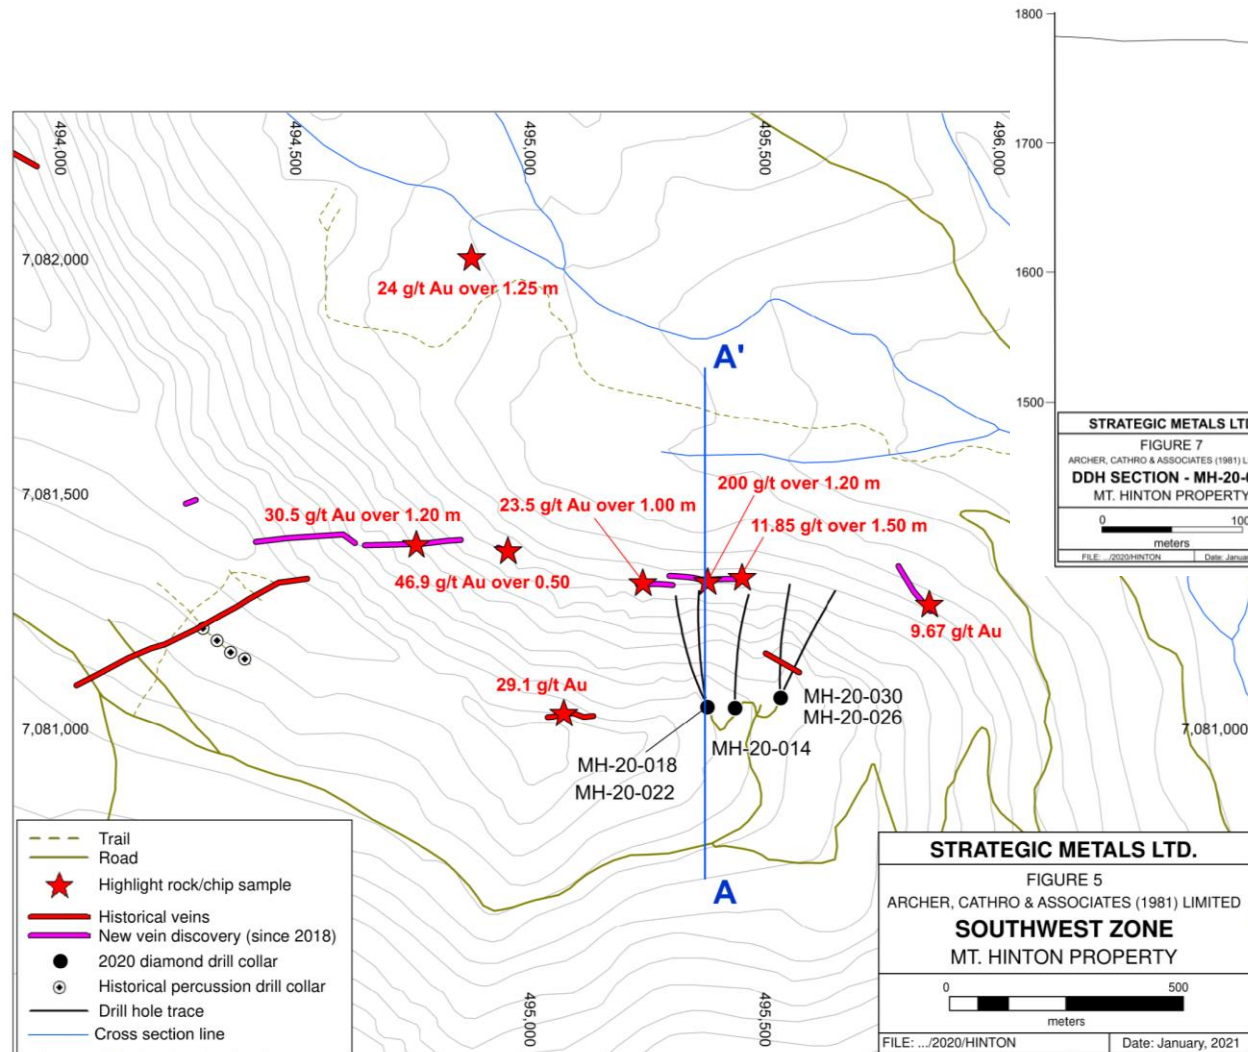 1800
1700
1600
1500
494,000
494,500
495,000
495,500
496,000
7,082,000
24 g/t Au over 1.25 m
A'
STRATEGIC METALS LTD
FIGURE 7
ARCHER, CATHRO & ASSOCIATES (1981) L
DDH SECTION - MH-20-0
MT. HINTON PROPERTY
0 100
meters
FILE: .../2020/HINTON Date: Januar
7,081,500
30.5 g/t Au over 1.20 m
23.5 g/t Au over 1.00 m
200 g/t over 1.20 m
11.85 g/t over 1.50 m
46.9 g/t Au over 0.50
9.67 g/t Au
29.1 g/t Au
MH-20-030
MH-20-026
7,081,000
7,081,000
MH-20-014
MH-20-018
MH-20-022
A
Trail
Road
Highlight rock/chip sample
Historical veins
New vein discovery (since 2018)
2020 diamond drill collar
Historical percussion drill collar
Drill hole trace
Cross section line
495,000
495,500
STRATEGIC METALS LTD.
FIGURE 5
ARCHER, CATHRO & ASSOCIATES (1981) LIMITED
SOUTHWEST ZONE
MT. HINTON PROPERTY
0 500
meters
FILE: .../2020/HINTON Date: January, 2021